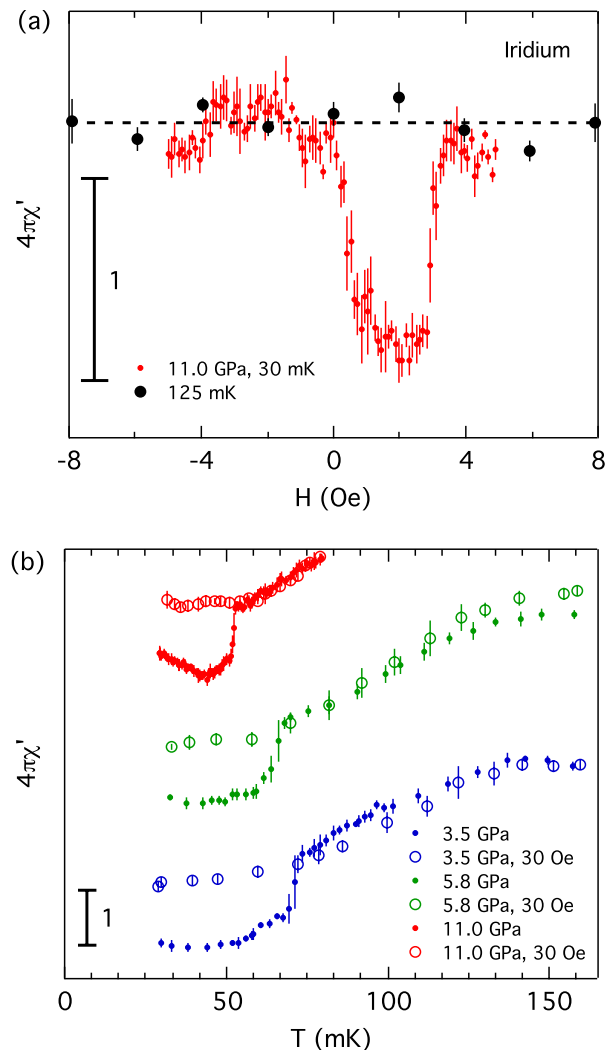 (a)
Iridium
4πχ'
1
11.0 GPa, 30 mK
125 mK
-8 -4 0 4 8
H (Oe)
(b)
4πχ'
1
3.5 GPa
3.5 GPa, 30 Oe
5.8 GPa
5.8 GPa, 30 Oe
11.0 GPa
11.0 GPa, 30 Oe
0 50 100 150
T (mK)